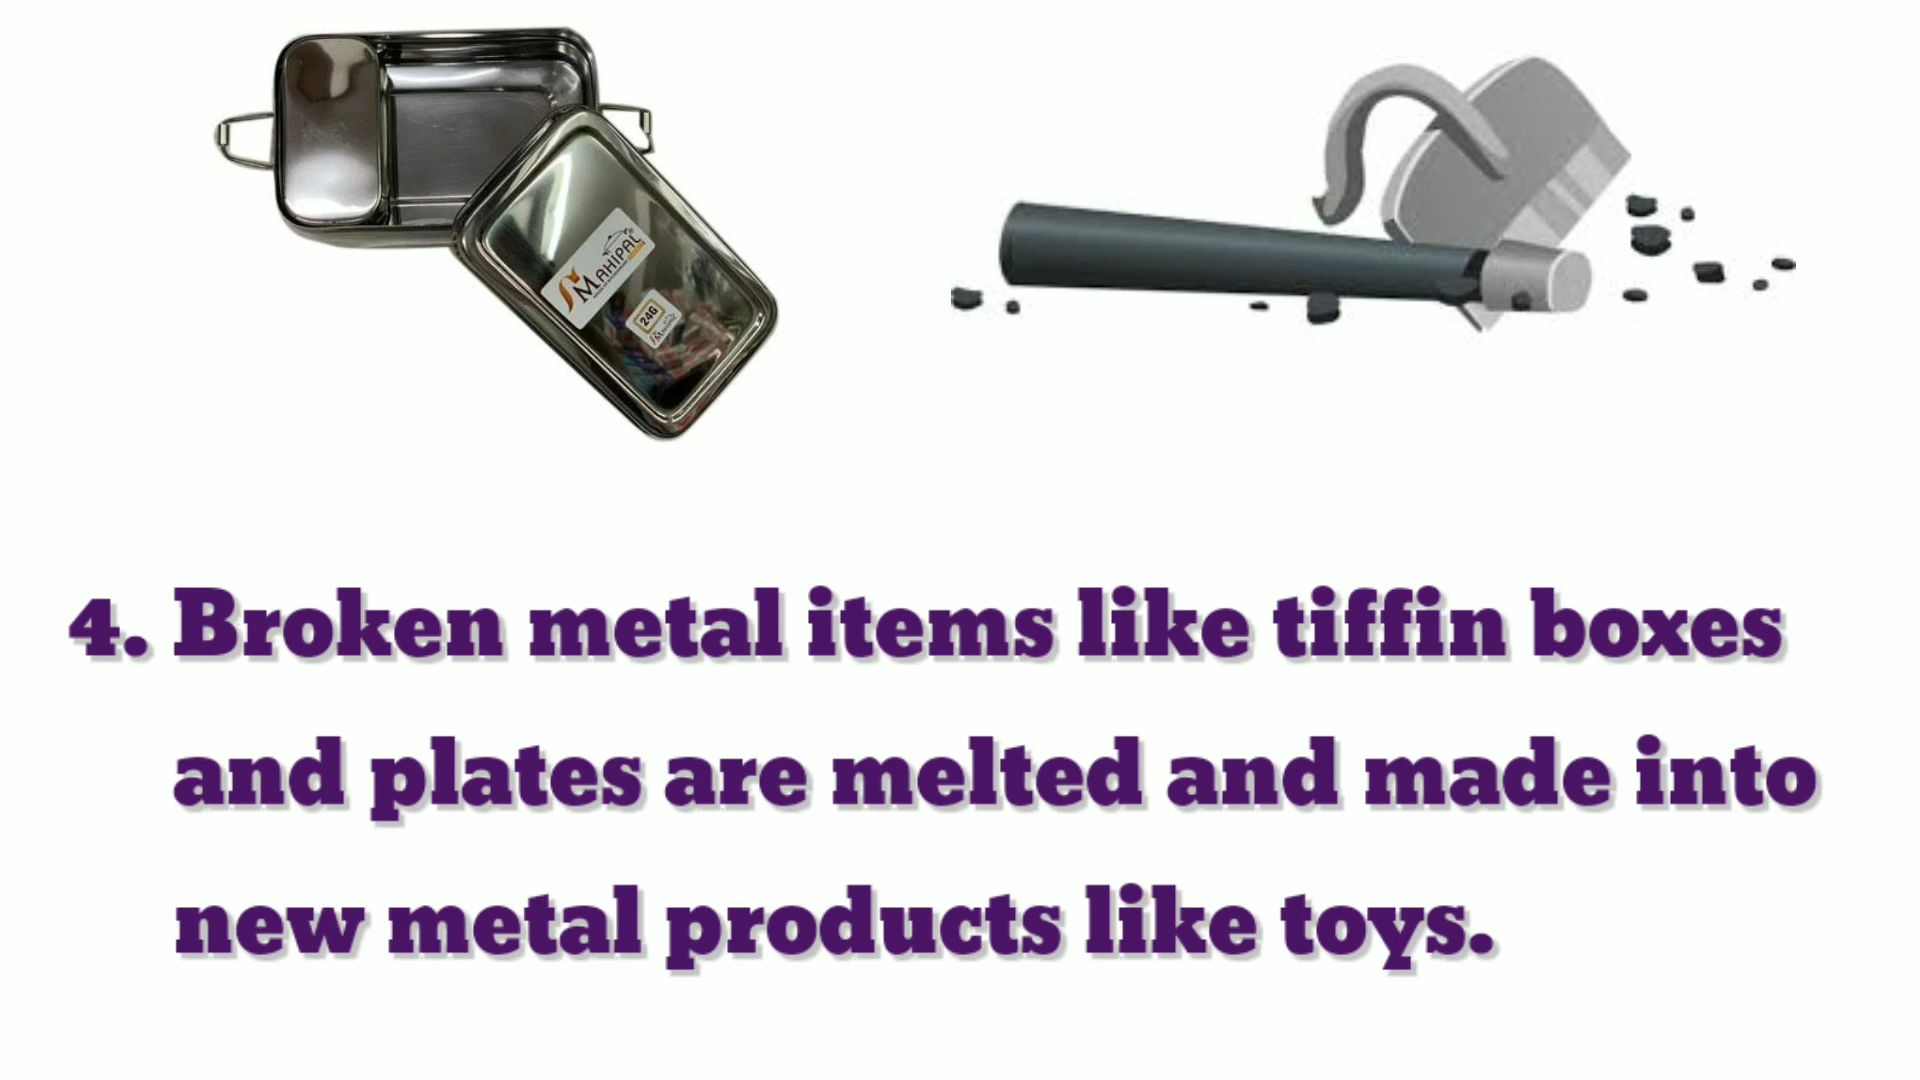 MAHIPAL
24G
4. Broken metal items like tiffin boxes
and plates are melted and made into
new metal products like toys.